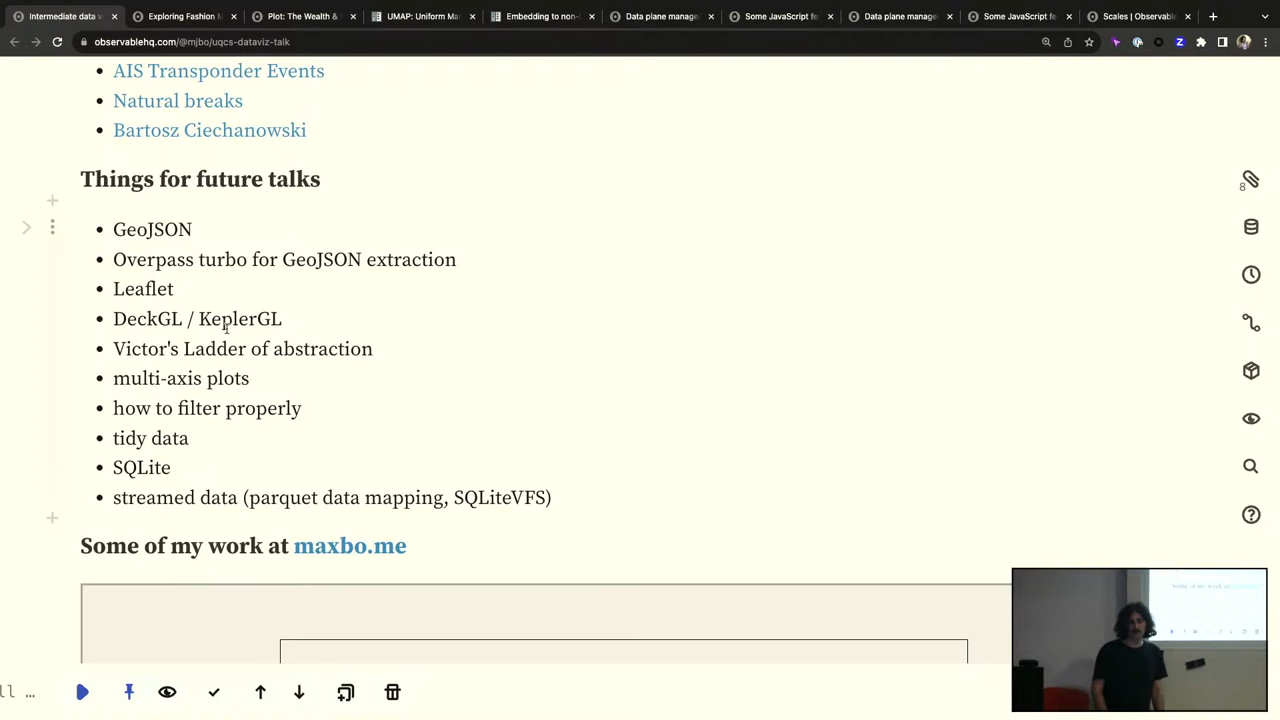 Intermediate data v
Exploring Fashion M
Plot: The Wealth &
UMAP: Uniform Ma
Embedding to non-
Data plane manage
Some JavaScript fe
Data plane manage
Some JavaScript fe
Scales | Observable
observablehq.com/@mjbo/uqcs-dataviz-talk
• AIS Transponder Events
• Natural breaks
• Bartosz Ciechanowski
Things for future talks
8
• GeoJSON
• Overpass turbo for GeoJSON extraction
• Leaflet
• DeckGL / KeplerGL
• Victor's Ladder of abstraction
• multi-axis plots
• how to filter properly
• tidy data
• SQLite
• streamed data (parquet data mapping, SQLiteVFS)
Some of my work at maxbo.me
ll …